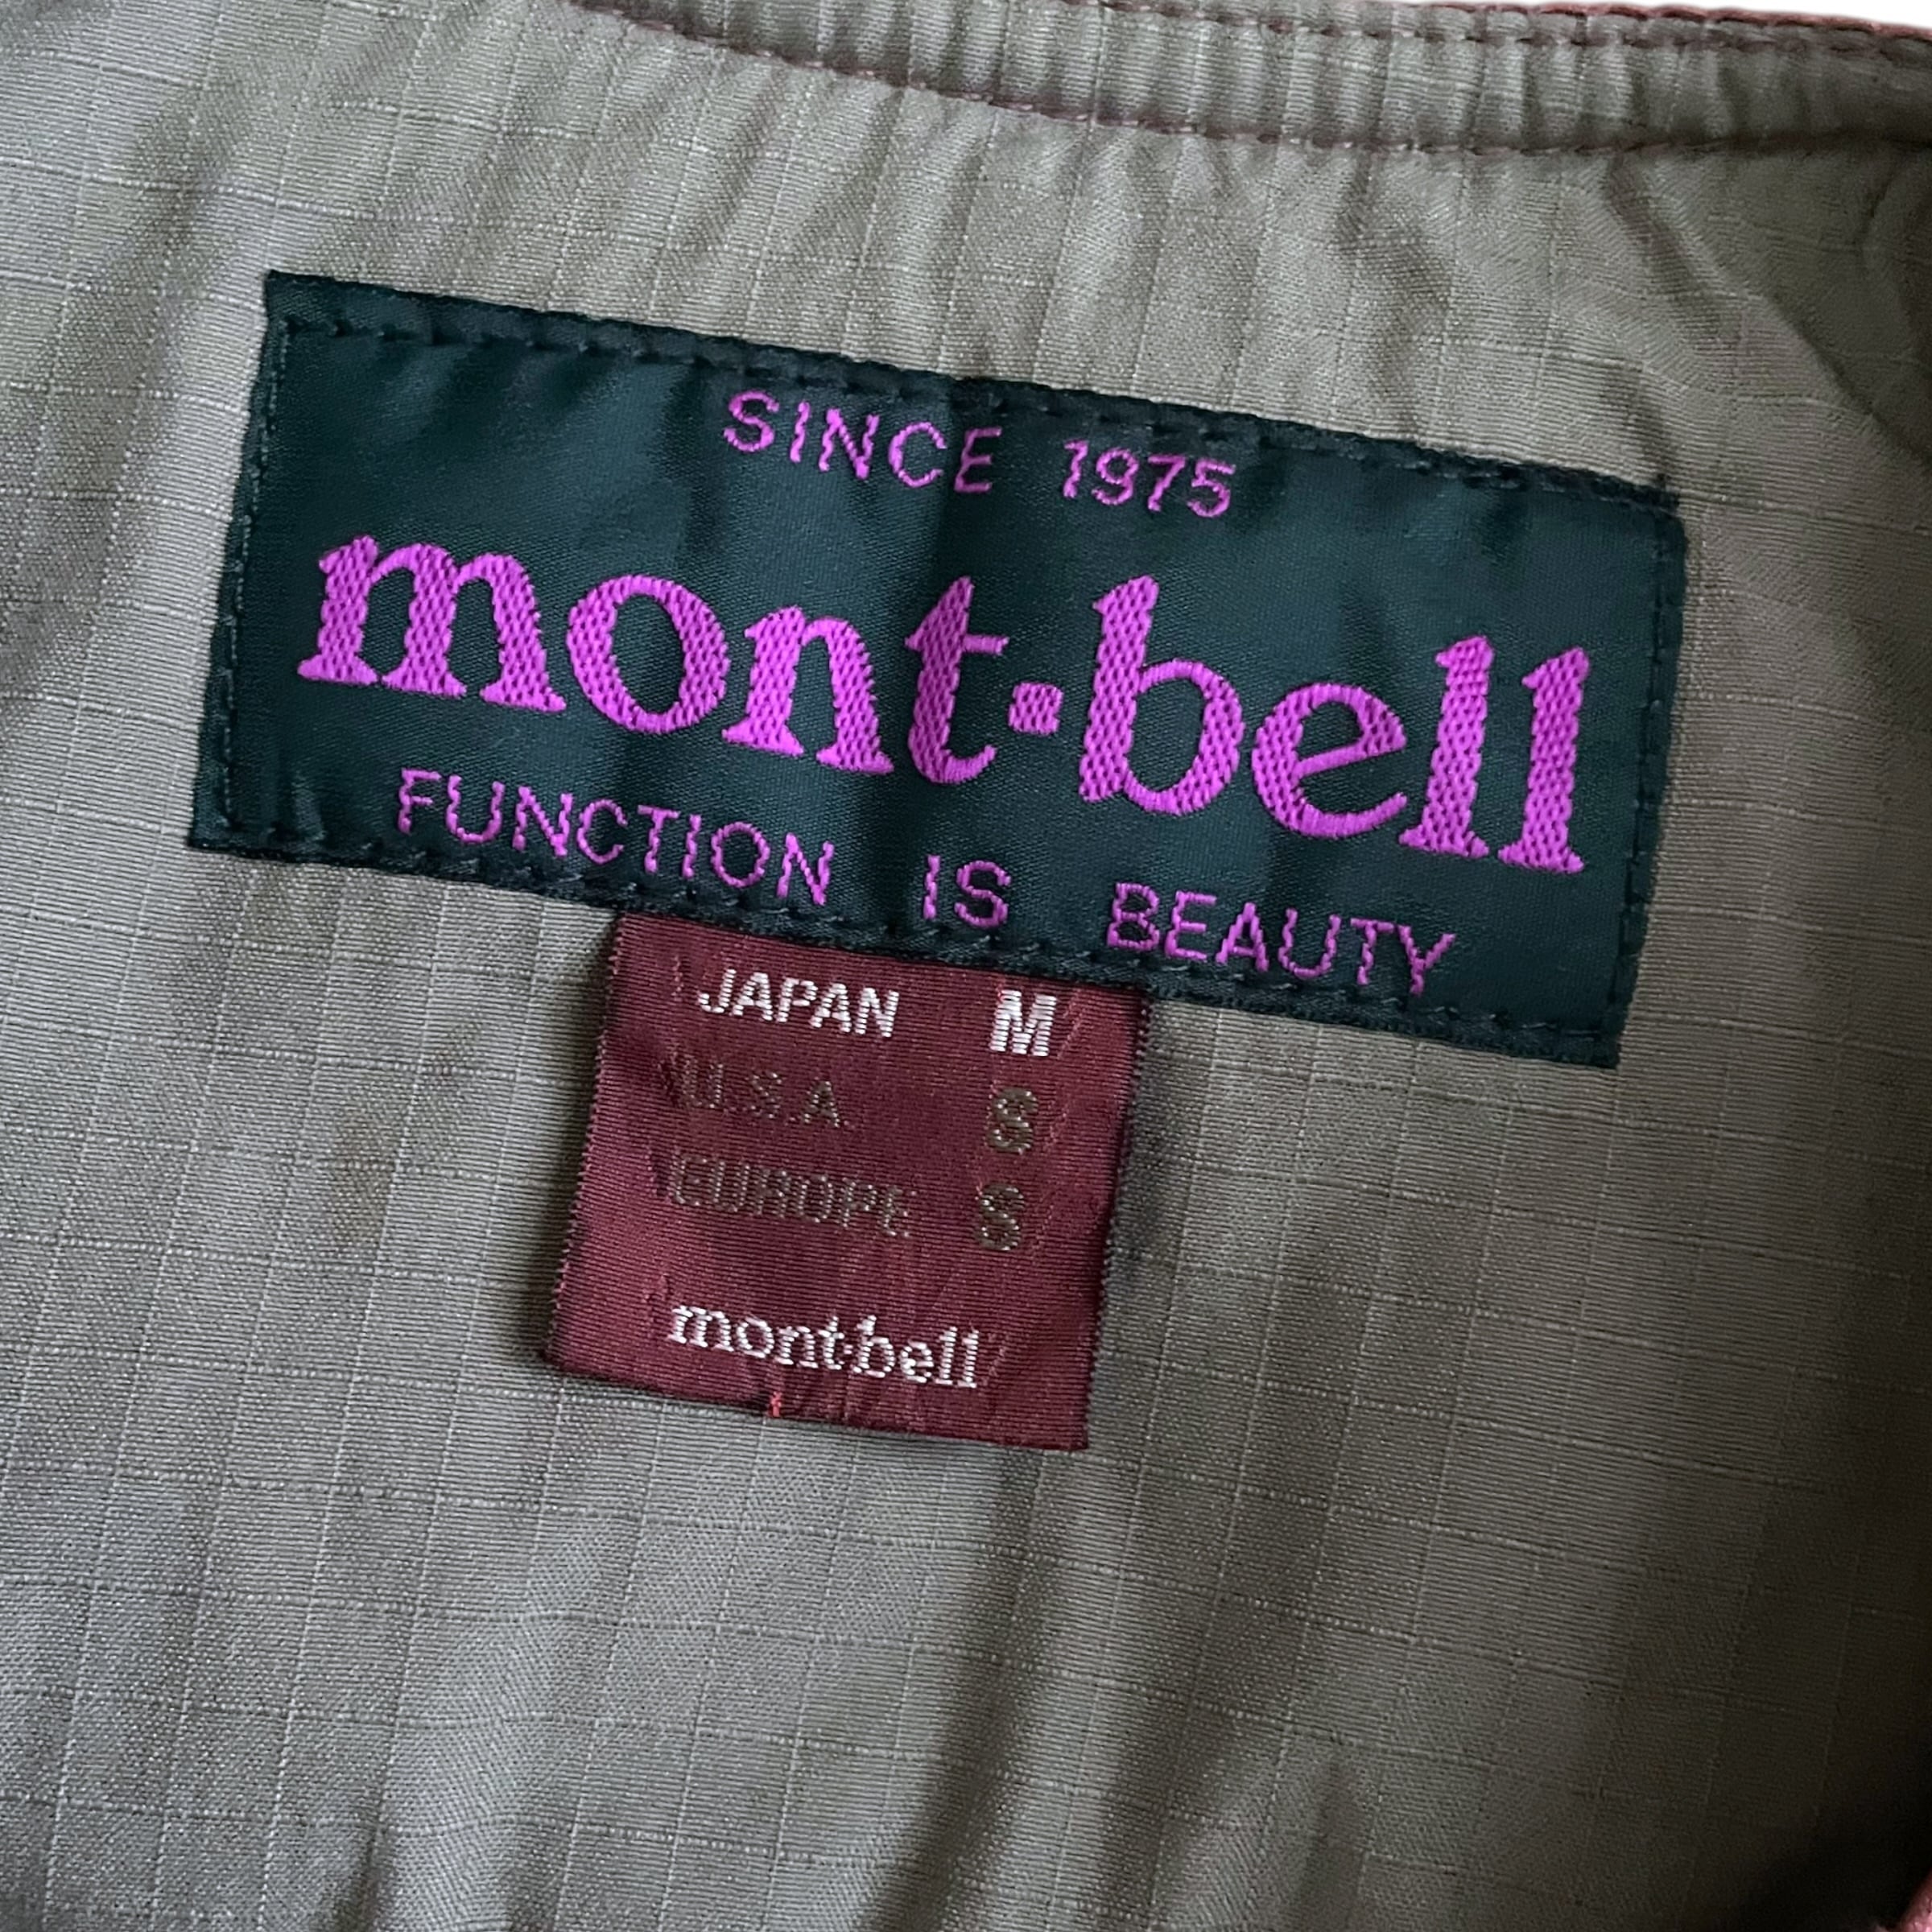 SINCE 1975
mont-bell
FUNCTION IS BEAUTY
JAPAN M
U.S.A. S
EUROPE S
mont-bell